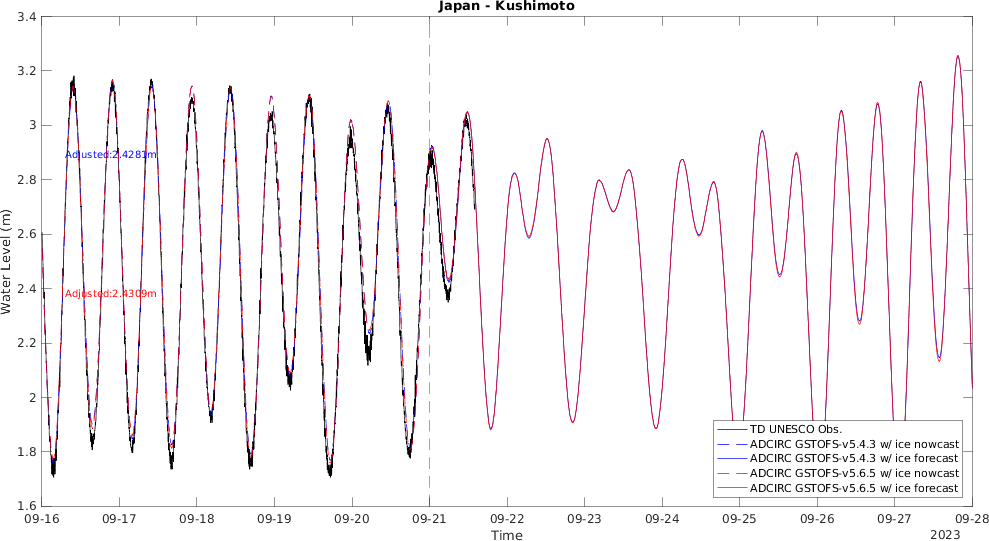 Japan - Kushimoto
3.4
3.2
3
2.8
2.6
2.4
2.2
2
1.8
1.6
Water Level (m)
Adjusted:2.4281m
Adjusted:2.4309m
TD UNESCO Obs.
ADCIRC GSTOFS-v5.4.3 w/ ice nowcast
ADCIRC GSTOFS-v5.4.3 w/ ice forecast
ADCIRC GSTOFS-v5.6.5 w/ ice nowcast
ADCIRC GSTOFS-v5.6.5 w/ ice forecast
09-16 09-17 09-18 09-19 09-20 09-21 09-22 09-23 09-24 09-25 09-26 09-27 09-28
Time
2023